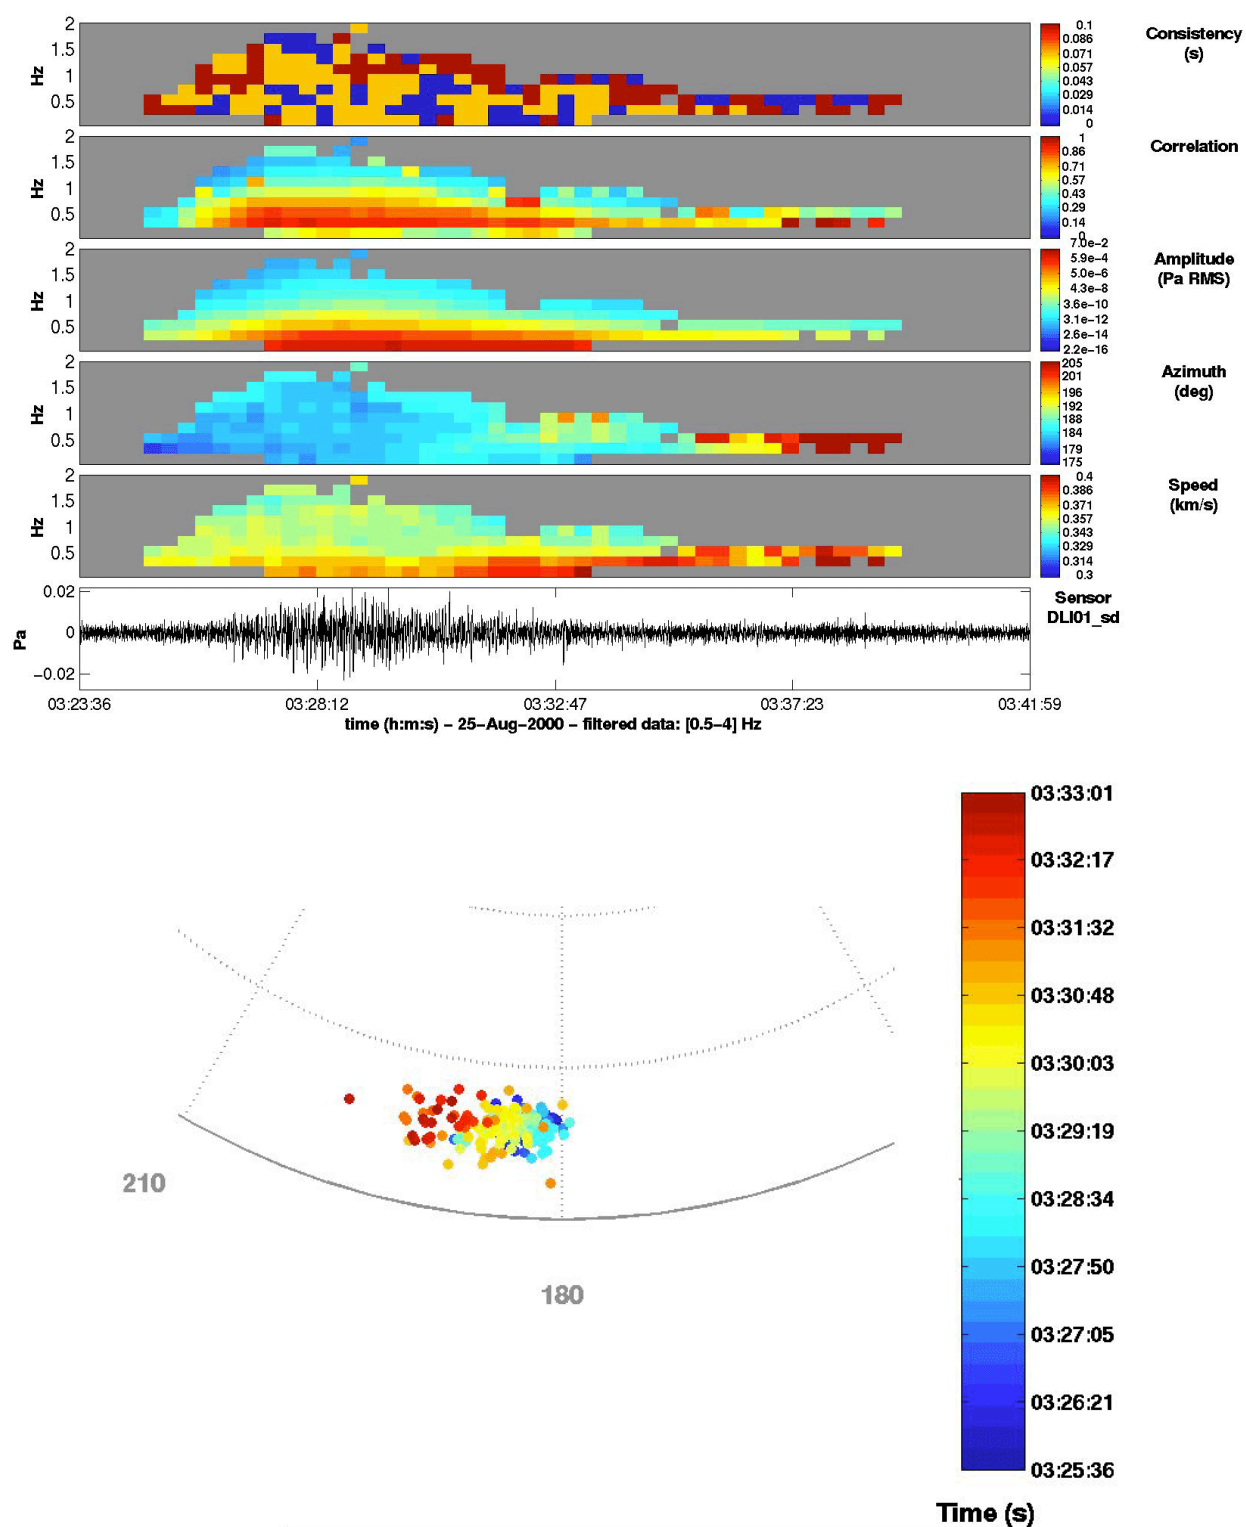 2
1.5
1
0.5
Hz
0.1
0.086
0.071
0.057
0.043
0.029
0.014
0
Consistency
(s)
2
1.5
1
0.5
Hz
1
0.86
0.71
0.57
0.43
0.29
0.14
0
Correlation
2
1.5
1
0.5
Hz
7.0e-2
5.9e-4
5.0e-6
4.3e-8
3.6e-10
3.1e-12
2.6e-14
2.2e-16
Amplitude
(Pa RMS)
2
1.5
1
0.5
Hz
205
201
196
192
188
184
179
175
Azimuth
(deg)
2
1.5
1
0.5
Hz
0.4
0.386
0.371
0.357
0.343
0.329
0.314
0.3
Speed
(km/s)
0.02
0
−0.02
Pa
Sensor
DLI01_sd
03:23:36 03:28:12 03:32:47 03:37:23 03:41:59
time (h:m:s) − 25−Aug−2000 − filtered data: [0.5−4] Hz
03:33:01
03:32:17
03:31:32
03:30:48
03:30:03
03:29:19
03:28:34
03:27:50
03:27:05
03:26:21
03:25:36
210
180
Time (s)